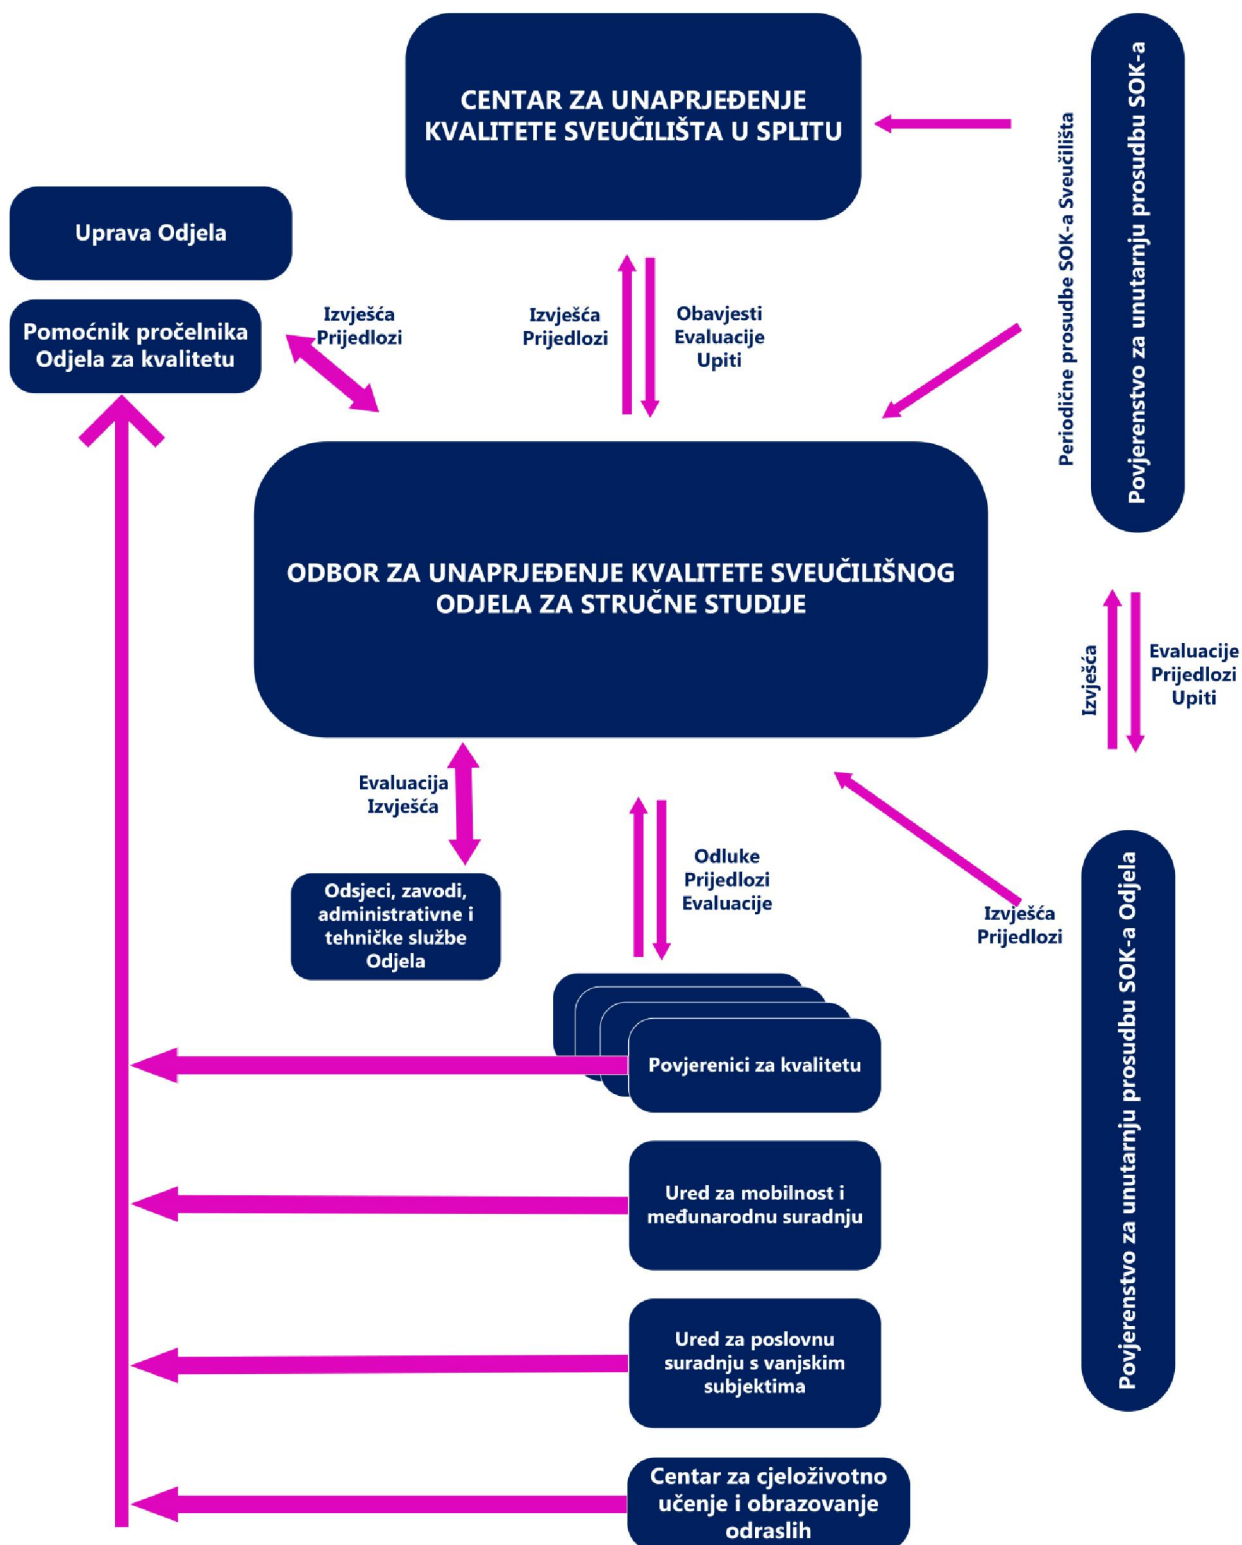 CENTAR ZA UNAPRJEĐENJE
KVALITETE SVEUČILIŠTA U SPLITU
Povjerenstvo za unutarnju prosudbu SOK-a
Periodične prosudbe SOK-a Sveučilišta
Uprava Odjela
Pomoćnik pročelnika
Odjela za kvalitetu
Izvješća
Prijedlozi
Izvješća
Prijedlozi
Obavjesti
Evaluacije
Upiti
ODBOR ZA UNAPRJEĐENJE KVALITETE SVEUČILIŠNOG
ODJELA ZA STRUČNE STUDIJE
Izvješća
Evaluacije
Prijedlozi
Upiti
Evaluacija
Izvješća
Odluke
Prijedlozi
Evaluacije
Izvješća
Prijedlozi
Odsjeci, zavodi,
administrativne i
tehničke službe
Odjela
Povjerenstvo za unutarnju prosudbu SOK-a Odjela
Povjerenici za kvalitetu
Ured za mobilnost i
međunarodnu suradnju
Ured za poslovnu
suradnju s vanjskim
subjektima
Centar za cjeloživotno
učenje i obrazovanje
odraslih